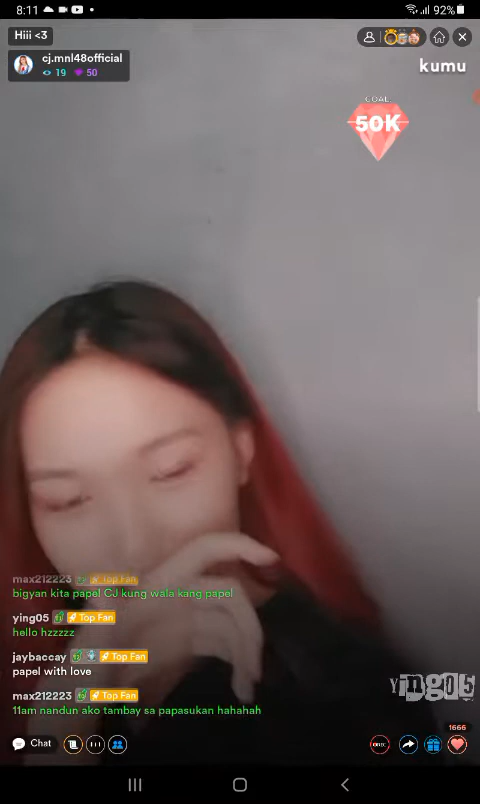 8:11
92%
Hiii <3
cj.mnl48official
19 50
kumu
GOAL
50K
max212223 Top Fan
bigyan kita papel CJ kung wala kang papel
ying05 Top Fan
hello hzzzzz
jaybaccay Top Fan
papel with love
max212223 Top Fan
11am nandun ako tambay sa papasukan hahahah
Ying05
1666
Chat